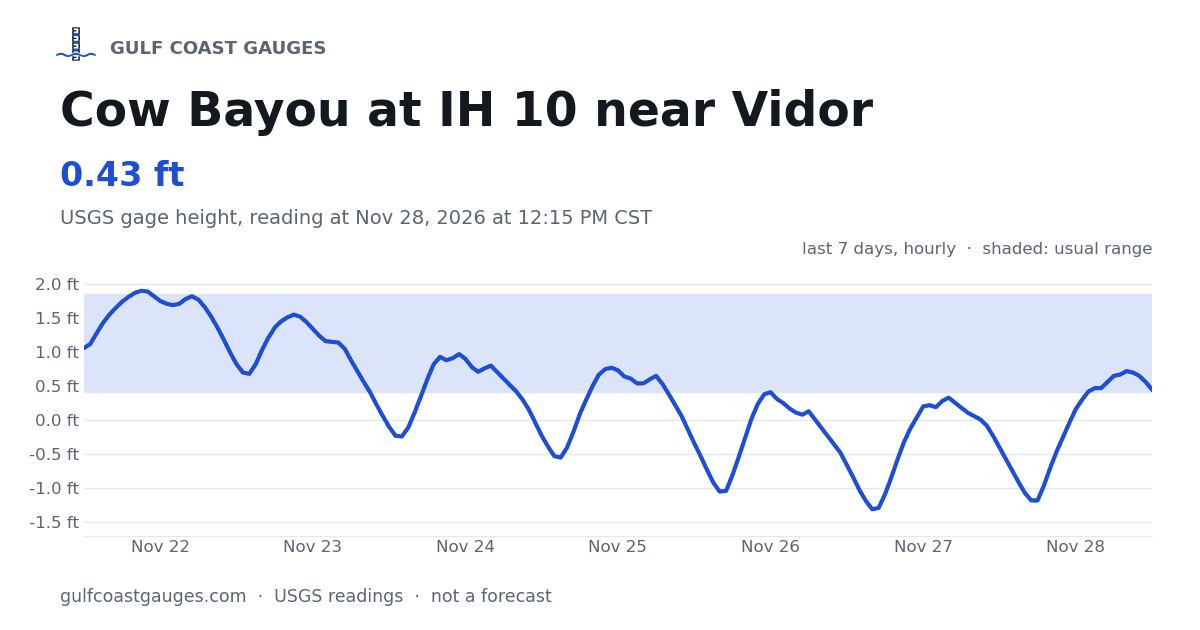 GULF COAST GAUGES
Cow Bayou at IH 10 near Vidor
0.43 ft
USGS gage height, reading at Nov 28, 2026 at 12:15 PM CST
last 7 days, hourly · shaded: usual range
2.0 ft
1.5 ft
1.0 ft
0.5 ft
0.0 ft
-0.5 ft
-1.0 ft
-1.5 ft
Nov 22 Nov 23 Nov 24 Nov 25 Nov 26 Nov 27 Nov 28
gulfcoastgauges.com · USGS readings · not a forecast